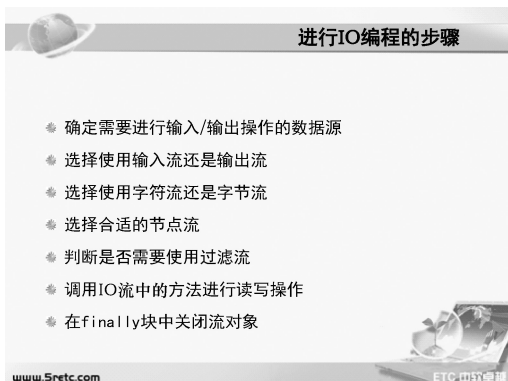 进行IO编程的步骤
确定需要进行输入/输出操作的数据源
选择使用输入流还是输出流
选择使用字符流还是字节流
选择合适的节点流
判断是否需要使用过滤流
调用IO流中的方法进行读写操作
在finally块中关闭流对象
www.5retc.com
ETC-中软卓越